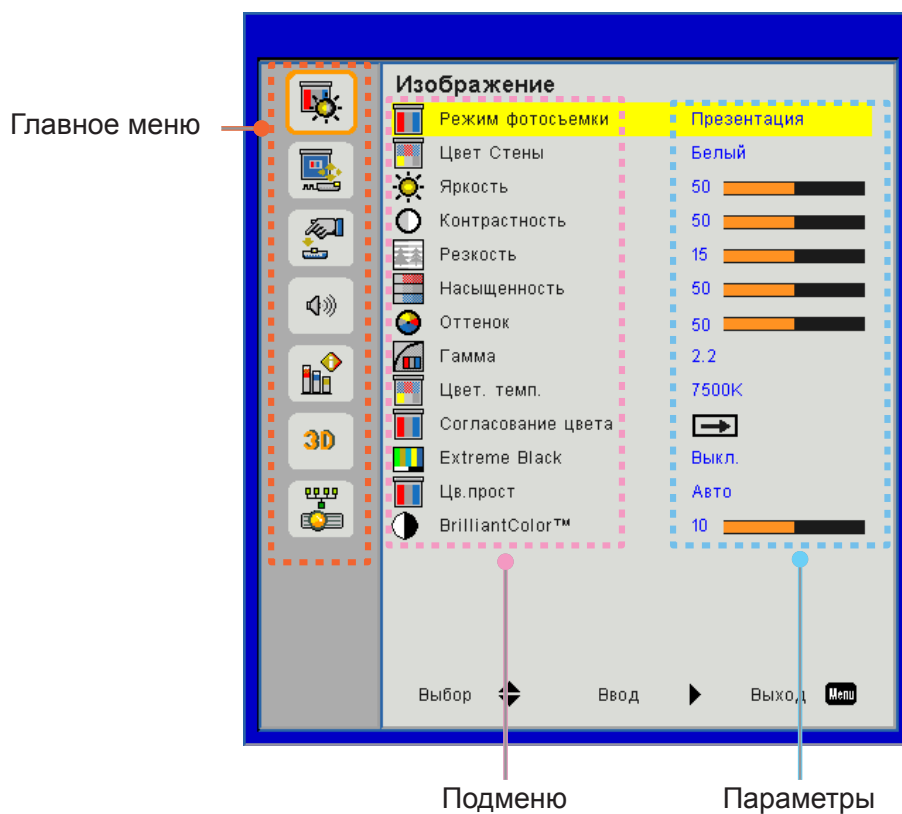 Главное меню
Изображение
Режим фотосъемки Презентация
Цвет Стены Белый
Яркость 50
Контрастность 50
Резкость 15
Насыщенность 50
Оттенок 50
Гамма 2.2
Цвет. темп. 7500K
Согласование цвета
Extreme Black Выкл.
Цв.прост Авто
BrilliantColor™ 10
3D
Выбор Ввод Выход Menu
Подменю Параметры